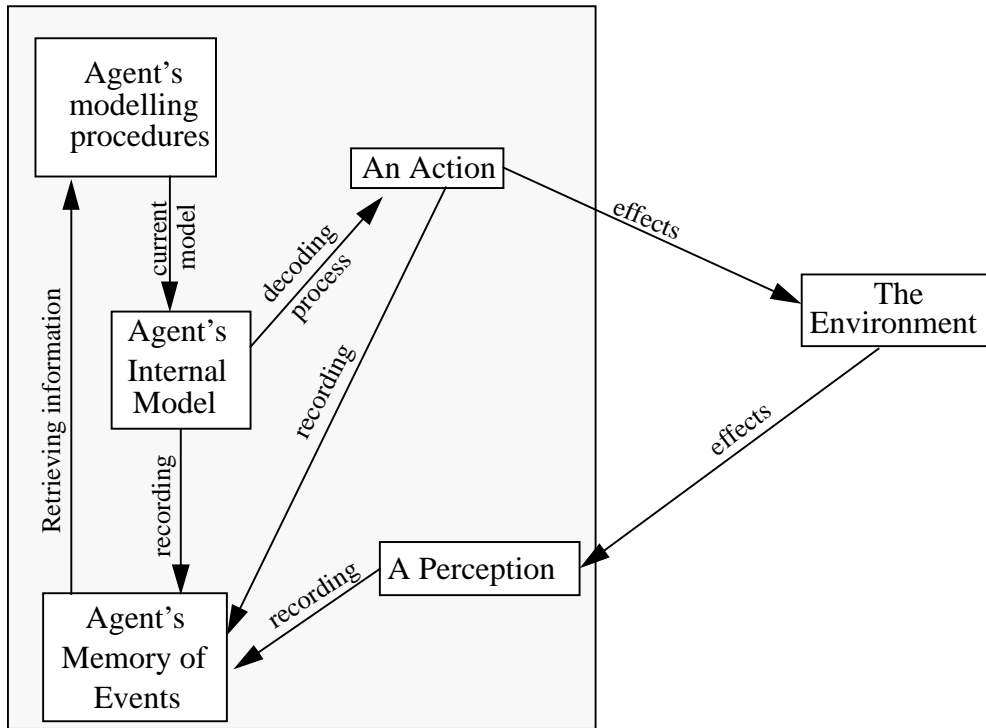 Agent's
modelling
procedures
An Action
effects
current
model
decoding
process
The
Environment
Agent's
Internal
Model
Retrieving information
recording
recording
effects
A Perception
recording
Agent's
Memory of
Events